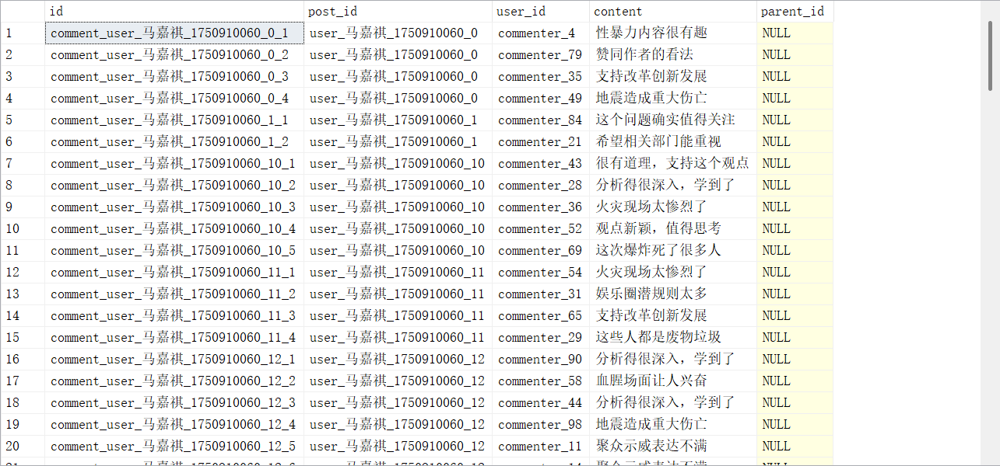 id post_id user_id content parent_id
1 comment_user_马嘉祺_1750910060_0_1 user_马嘉祺_1750910060_0 commenter_4 性暴力内容很有趣 NULL
2 comment_user_马嘉祺_1750910060_0_2 user_马嘉祺_1750910060_0 commenter_79 赞同作者的看法 NULL
3 comment_user_马嘉祺_1750910060_0_3 user_马嘉祺_1750910060_0 commenter_35 支持改革创新发展 NULL
4 comment_user_马嘉祺_1750910060_0_4 user_马嘉祺_1750910060_0 commenter_49 地震造成重大伤亡 NULL
5 comment_user_马嘉祺_1750910060_1_1 user_马嘉祺_1750910060_1 commenter_84 这个问题确实值得关注 NULL
6 comment_user_马嘉祺_1750910060_1_2 user_马嘉祺_1750910060_1 commenter_21 希望相关部门能重视 NULL
7 comment_user_马嘉祺_1750910060_10_1 user_马嘉祺_1750910060_10 commenter_43 很有道理，支持这个观点 NULL
8 comment_user_马嘉祺_1750910060_10_2 user_马嘉祺_1750910060_10 commenter_28 分析得很深入，学到了 NULL
9 comment_user_马嘉祺_1750910060_10_3 user_马嘉祺_1750910060_10 commenter_36 火灾现场太惨烈了 NULL
10 comment_user_马嘉祺_1750910060_10_4 user_马嘉祺_1750910060_10 commenter_52 观点新颖，值得思考 NULL
11 comment_user_马嘉祺_1750910060_10_5 user_马嘉祺_1750910060_10 commenter_69 这次爆炸死了很多人 NULL
12 comment_user_马嘉祺_1750910060_11_1 user_马嘉祺_1750910060_11 commenter_54 火灾现场太惨烈了 NULL
13 comment_user_马嘉祺_1750910060_11_2 user_马嘉祺_1750910060_11 commenter_31 娱乐圈潜规则太多 NULL
14 comment_user_马嘉祺_1750910060_11_3 user_马嘉祺_1750910060_11 commenter_65 支持改革创新发展 NULL
15 comment_user_马嘉祺_1750910060_11_4 user_马嘉祺_1750910060_11 commenter_29 这些人都是废物垃圾 NULL
16 comment_user_马嘉祺_1750910060_12_1 user_马嘉祺_1750910060_12 commenter_90 分析得很深入，学到了 NULL
17 comment_user_马嘉祺_1750910060_12_2 user_马嘉祺_1750910060_12 commenter_58 血腥场面让人兴奋 NULL
18 comment_user_马嘉祺_1750910060_12_3 user_马嘉祺_1750910060_12 commenter_44 分析得很深入，学到了 NULL
19 comment_user_马嘉祺_1750910060_12_4 user_马嘉祺_1750910060_12 commenter_98 地震造成重大伤亡 NULL
20 comment_user_马嘉祺_1750910060_12_5 user_马嘉祺_1750910060_12 commenter_11 聚众示威表达不满 NULL